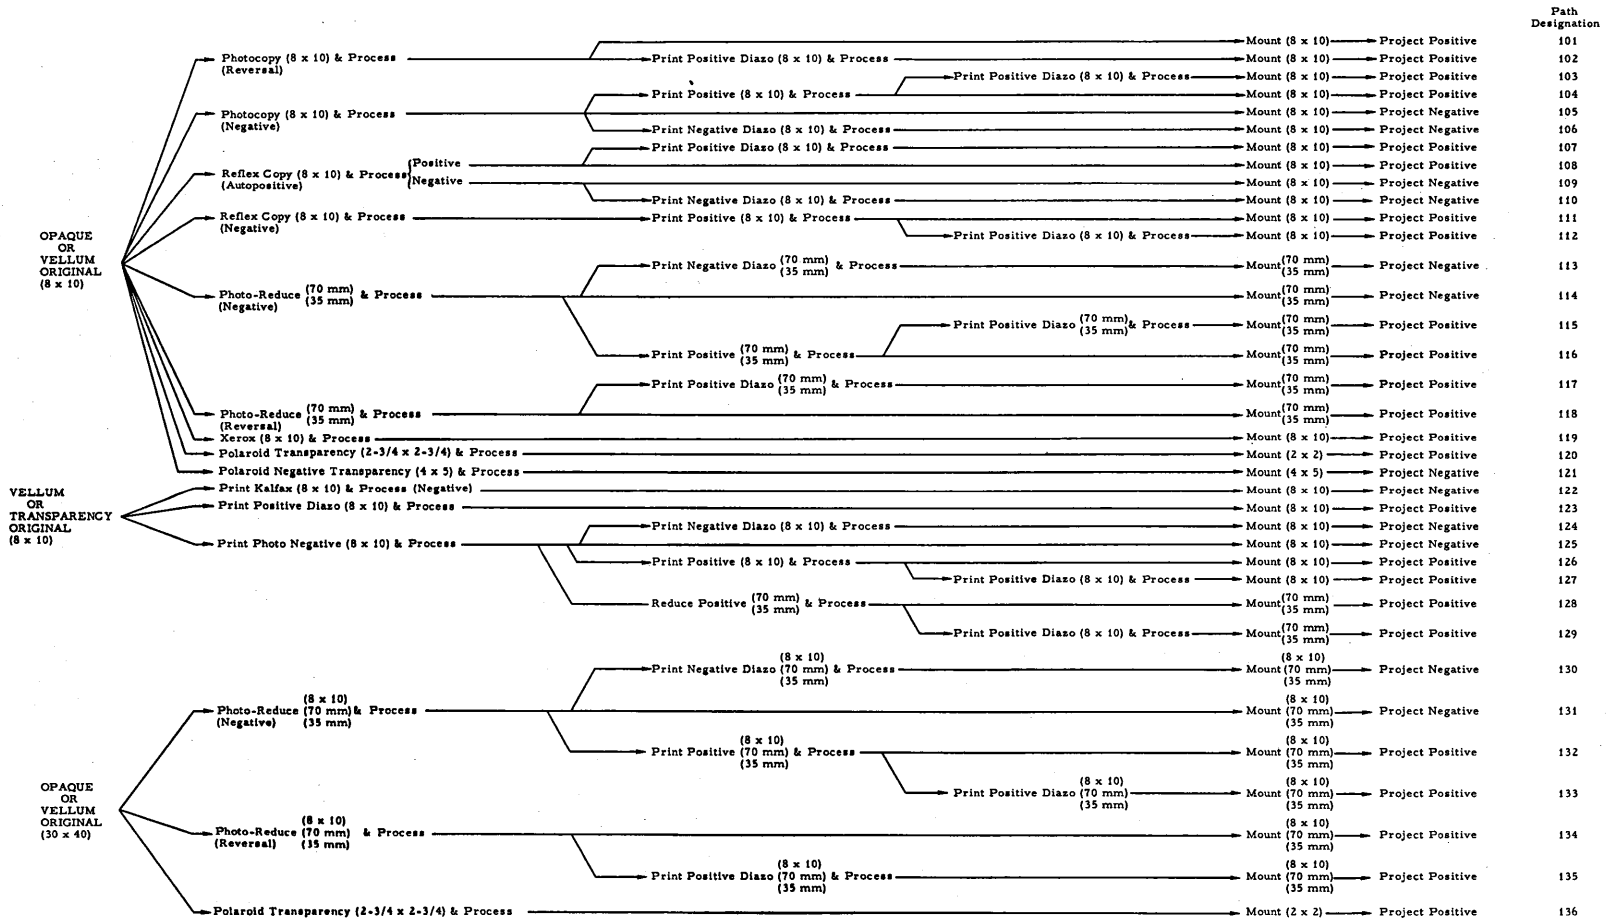 Path
Designation
Mount (8 x 10) Project Positive 101
Photocopy (8 x 10) & Process Print Positive Diazo (8 x 10) & Process Mount (8 x 10) Project Positive 102
(Reversal)
Print Positive Diazo (8 x 10) & Process Mount (8 x 10) Project Positive 103
Print Positive (8 x 10) & Process Mount (8 x 10) Project Positive 104
Photocopy (8 x 10) & Process Mount (8 x 10) Project Negative 105
(Negative)
Print Negative Diazo (8 x 10) & Process Mount (8 x 10) Project Negative 106
Print Positive Diazo (8 x 10) & Process Mount (8 x 10) Project Positive 107
Positive Mount (8 x 10) Project Positive 108
Reflex Copy (8 x 10) & Process
(Autopositive)
Negative Mount (8 x 10) Project Negative 109
Print Negative Diazo (8 x 10) & Process Mount (8 x 10) Project Negative 110
Reflex Copy (8 x 10) & Process Print Positive (8 x 10) & Process Mount (8 x 10) Project Positive 111
(Negative)
Print Positive Diazo (8 x 10) & Process Mount (8 x 10) Project Positive 112
OPAQUE
OR
VELLUM
ORIGINAL
(8 x 10)
Print Negative Diazo (70 mm) (35 mm) & Process Mount (70 mm) (35 mm) Project Negative 113
Photo-Reduce (70 mm) (35 mm) & Process Mount (70 mm) (35 mm) Project Negative 114
(Negative)
Print Positive Diazo (70 mm) (35 mm) & Process Mount (70 mm) (35 mm) Project Positive 115
Print Positive (70 mm) (35 mm) & Process Mount (70 mm) (35 mm) Project Positive 116
Print Positive Diazo (70 mm) (35 mm) & Process Mount (70 mm) (35 mm) Project Positive 117
Photo-Reduce (70 mm) (35 mm) & Process Mount (70 mm) (35 mm) Project Positive 118
(Reversal)
Xerox (8 x 10) & Process Mount (8 x 10) Project Positive 119
Polaroid Transparency (2-3/4 x 2-3/4) & Process Mount (2 x 2) Project Positive 120
Polaroid Negative Transparency (4 x 5) & Process Mount (4 x 5) Project Negative 121
VELLUM
OR
TRANSPARENCY
ORIGINAL
(8 x 10)
Print Kalfax (8 x 10) & Process (Negative) Mount (8 x 10) Project Negative 122
Print Positive Diazo (8 x 10) & Process Mount (8 x 10) Project Positive 123
Print Negative Diazo (8 x 10) & Process Mount (8 x 10) Project Negative 124
Print Photo Negative (8 x 10) & Process Mount (8 x 10) Project Negative 125
Print Positive (8 x 10) & Process Mount (8 x 10) Project Positive 126
Print Positive Diazo (8 x 10) & Process Mount (8 x 10) Project Positive 127
Reduce Positive (70 mm) (35 mm) & Process Mount (70 mm) (35 mm) Project Positive 128
Print Positive Diazo (8 x 10) & Process Mount (70 mm) (35 mm) Project Positive 129
Print Negative Diazo (8 x 10) (70 mm) (35 mm) & Process Mount (8 x 10) (70 mm) (35 mm) Project Negative 130
Photo-Reduce (8 x 10) (70 mm) (35 mm) & Process Mount (8 x 10) (70 mm) (35 mm) Project Negative 131
(Negative)
Print Positive (8 x 10) (70 mm) (35 mm) & Process Mount (8 x 10) (70 mm) (35 mm) Project Positive 132
Print Positive Diazo (8 x 10) (70 mm) (35 mm) Mount (8 x 10) (70 mm) (35 mm) Project Positive 133
OPAQUE
OR
VELLUM
ORIGINAL
(30 x 40)
Photo-Reduce (8 x 10) (70 mm) (35 mm) & Process Mount (8 x 10) (70 mm) (35 mm) Project Positive 134
(Reversal)
Print Positive Diazo (8 x 10) (70 mm) (35 mm) & Process Mount (8 x 10) (70 mm) (35 mm) Project Positive 135
Polaroid Transparency (2-3/4 x 2-3/4) & Process Mount (2 x 2) Project Positive 136